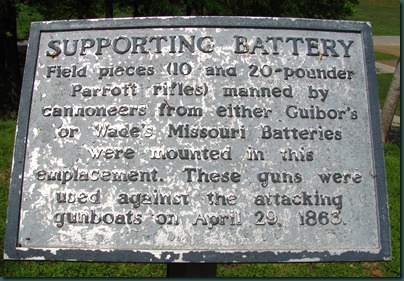 SUPPORTING BATTERY
Field pieces (10 and 20-pounder
Parrott rifles) manned by
cannoneers from either Guibor's
or Wade's Missouri Batteries
were mounted in this
emplacement. These guns were
used against the attacking
gunboats on April 29, 1863.